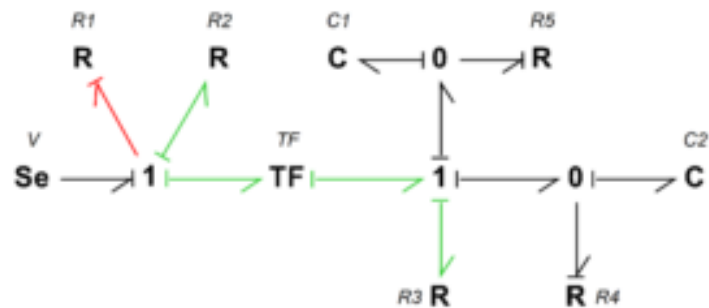 R1 R2 C1 R5
R R C 0 R
V TF C2
Se 1 TF 1 0 C
R3 R R R4